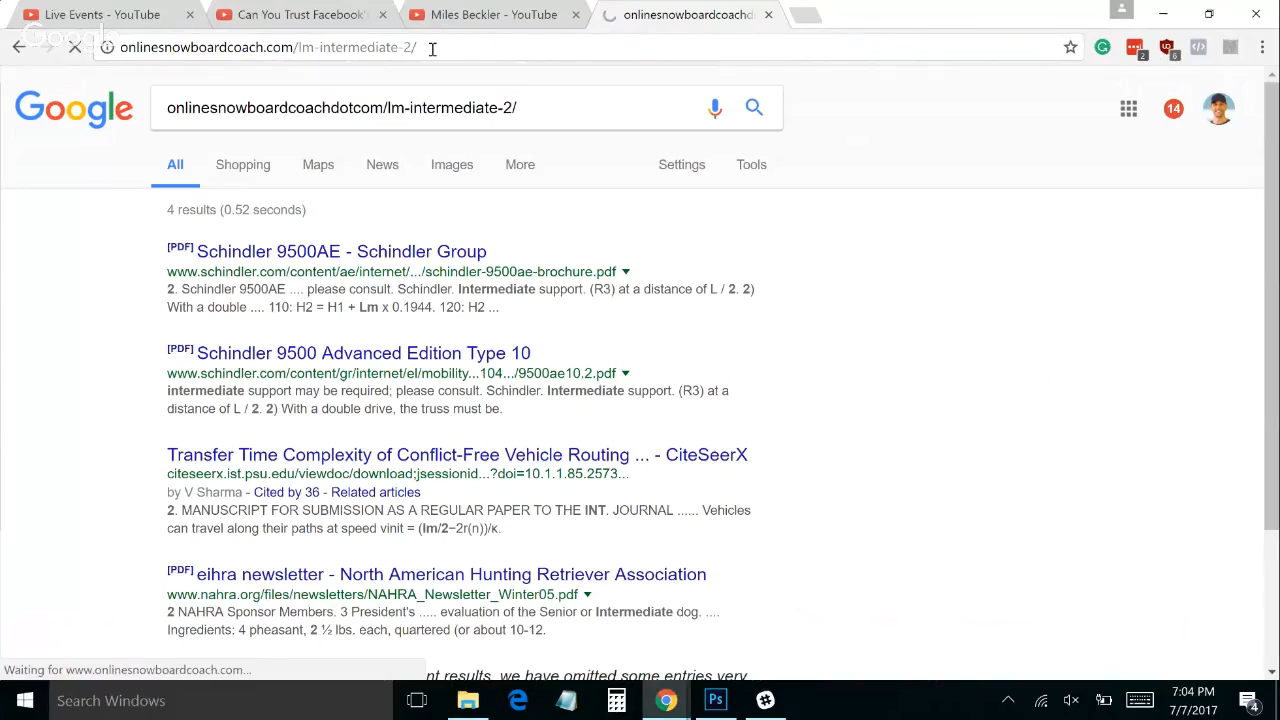 Live Event's - YouTube
Can You Trust Facebook's
Miles Beckler - YouTube
onlinesnowboardcoachd
onlinesnowboardcoach.com/lm-intermediate-2/
2
6
Google
onlinesnowboardcoachdotcom/lm-intermediate-2/
14
All Shopping Maps News Images More Settings Tools
4 results (0.52 seconds)
[PDF] Schindler 9500AE - Schindler Group
www.schindler.com/content/ae/internet/.../schindler-9500ae-brochure.pdf
2. Schindler 9500AE .... please consult. Schindler. Intermediate support. (R3) at a distance of L / 2. 2)
With a double .... 110: H2 = H1 + Lm x 0.1944. 120: H2 ...
[PDF] Schindler 9500 Advanced Edition Type 10
www.schindler.com/content/gr/internet/el/mobility...104.../9500ae10.2.pdf
intermediate support may be required; please consult. Schindler. Intermediate support. (R3) at a
distance of L / 2. 2) With a double drive, the truss must be.
Transfer Time Complexity of Conflict-Free Vehicle Routing ... - CiteSeerX
citeseerx.ist.psu.edu/viewdoc/download;jsessionid...?doi=10.1.1.85.2573...
by V Sharma - Cited by 36 - Related articles
2. MANUSCRIPT FOR SUBMISSION AS A REGULAR PAPER TO THE INT. JOURNAL ...... Vehicles
can travel along their paths at speed vinit = (lm/2−2r(n))/κ.
[PDF] eihra newsletter - North American Hunting Retriever Association
www.nahra.org/files/newsletters/NAHRA_Newsletter_Winter05.pdf
2 NAHRA Sponsor Members. 3 President's ..... evaluation of the Senior or Intermediate dog. ....
Ingredients: 4 pheasant, 2 ½ lbs. each, quartered (or about 10-12.
Waiting for www.onlinesnowboardcoach.com...
nt results, we have omitted some entries very
Search Windows
Ps
7:04 PM
7/7/2017
4